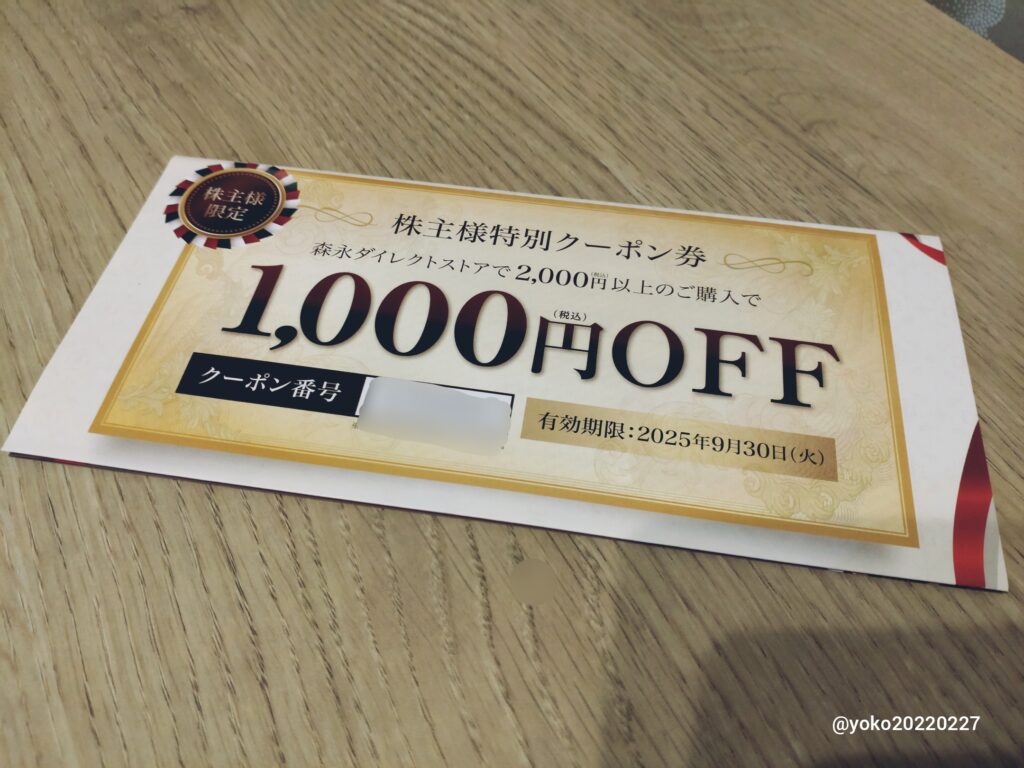 株主様
限定
株主様特別クーポン券
森永ダイレクトストアで2,000円(税込)以上のご購入で
1,000円(税込)OFF
クーポン番号
有効期限:2025年9月30日(火)
@yoko20220227